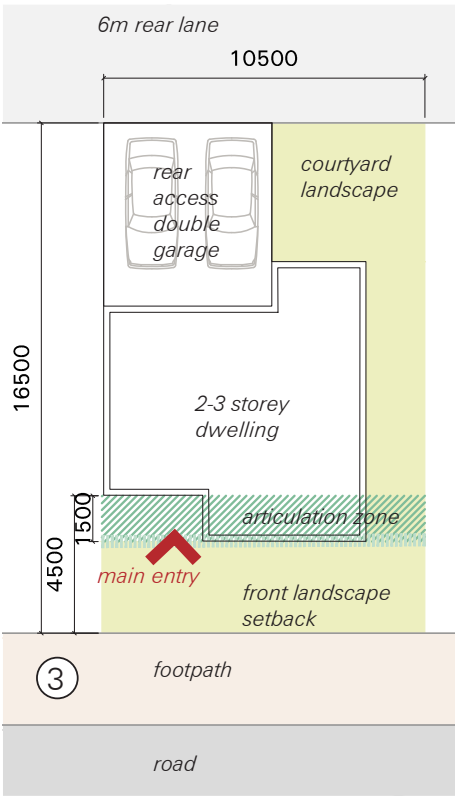 6m rear lane
10500
rear
access
double
garage
courtyard
landscape
16500
2-3 storey
dwelling
1500
articulation zone
4500
main entry
front landscape
setback
3
footpath
road